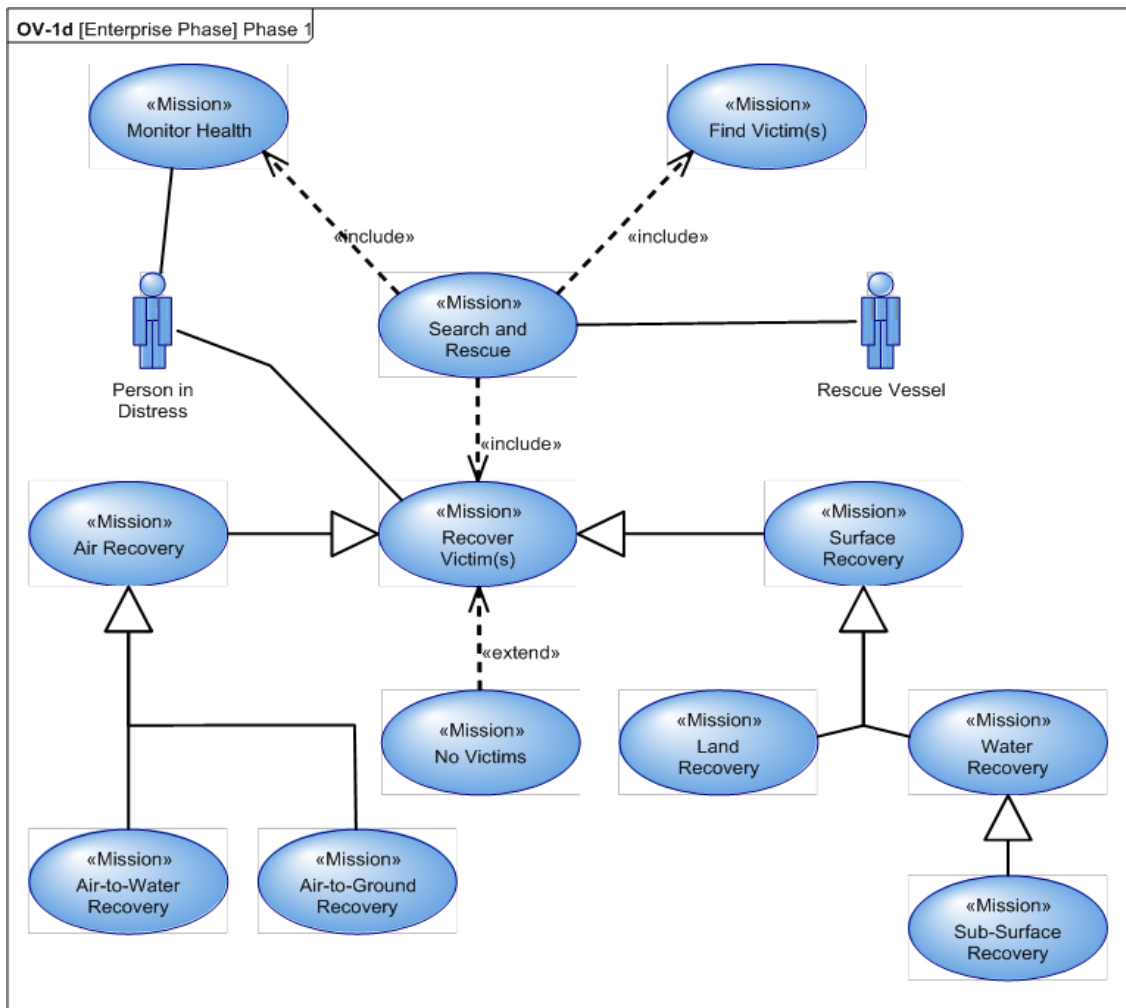 OV-1d [Enterprise Phase] Phase 1
«Mission»
Monitor Health
«Mission»
Find Victim(s)
«include»
«include»
«Mission»
Search and
Rescue
Person in
Distress
Rescue Vessel
«include»
«Mission»
Air Recovery
«Mission»
Recover
Victim(s)
«Mission»
Surface
Recovery
«extend»
«Mission»
No Victims
«Mission»
Land
Recovery
«Mission»
Water
Recovery
«Mission»
Air-to-Water
Recovery
«Mission»
Air-to-Ground
Recovery
«Mission»
Sub-Surface
Recovery